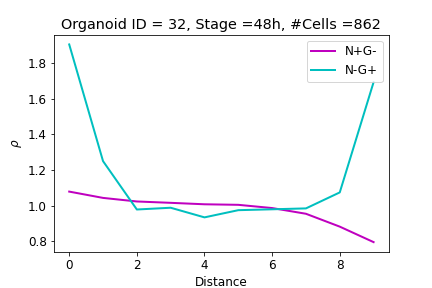 Organoid ID = 32, Stage =48h, #Cells =862
N+G-
N-G+
ρ
1.8
1.6
1.4
1.2
1.0
0.8
0 2 4 6 8
Distance